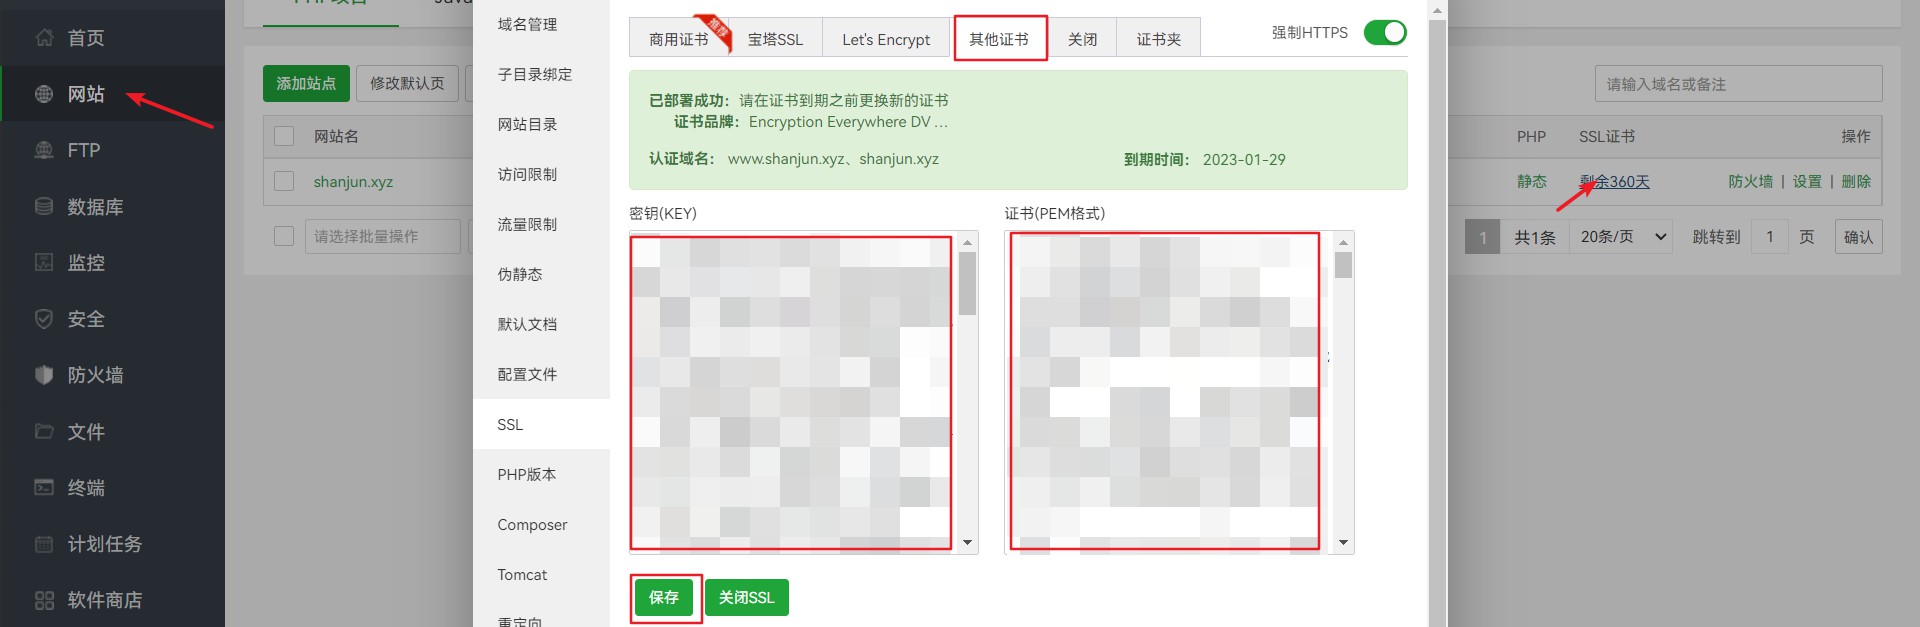 首页
网站
FTP
数据库
监控
安全
防火墙
文件
终端
计划任务
软件商店
添加站点
修改默认页
网站名
shanjun.xyz
请选择批量操作
域名管理
子目录绑定
网站目录
访问限制
流量限制
伪静态
默认文档
配置文件
SSL
PHP版本
Composer
Tomcat
重定向
商用证书
推荐
宝塔SSL
Let's Encrypt
其他证书
关闭
证书夹
强制HTTPS
已部署成功：请在证书到期之前更换新的证书
证书品牌：Encryption Everywhere DV ...
认证域名： www.shanjun.xyz、shanjun.xyz
到期时间： 2023-01-29
密钥(KEY)
证书(PEM格式)
保存
关闭SSL
请输入域名或备注
PHP
SSL证书
操作
静态
剩余360天
防火墙 | 设置 | 删除
1
共1条
20条/页
跳转到
1
页
确认